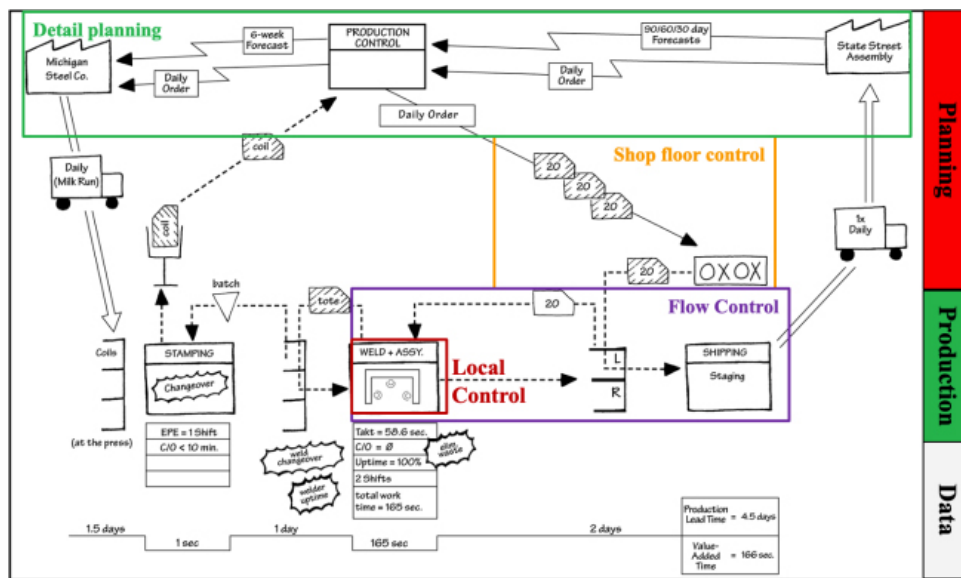 Detail planning
6-week
Forecast
PRODUCTION
CONTROL
90/60/30 day
Forecasts
Michigan
Steel Co.
State Street
Assembly
Daily
Order
Daily
Order
Daily Order
Planning
coil
Shop floor control
Daily
(Milk Run)
20
20
20
coil
1x
Daily
20
OXOX
batch
tote
20
Flow Control
Production
Coils
STAMPING
WELD + ASSY.
L
SHIPPING
Changeover
Local
Control
R
Staging
(at the press)
EPE = 1 Shift
C/O < 10 min.
Takt = 58.6 sec.
C/O = Ø
Uptime = 100%
2 Shifts
total work
time = 165 sec.
weld
changeover
elim.
waste
welder
uptime
Data
1.5 days
1 sec
1 day
165 sec
2 days
Production
Lead Time = 4.5 days
Value-
Added = 166 sec.
Time